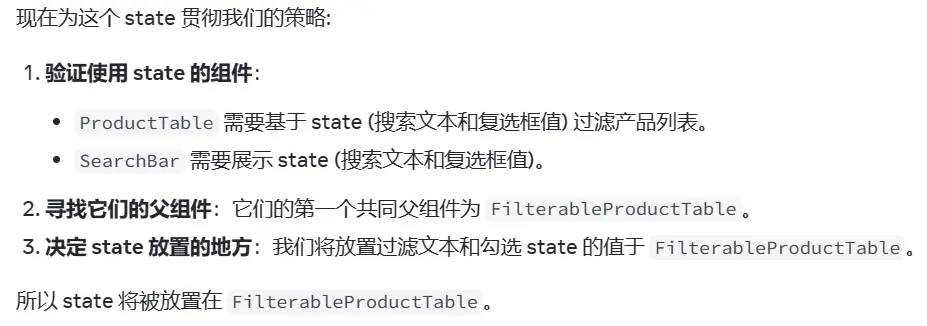 现在为这个 state 贯彻我们的策略:
1. 验证使用 state 的组件：
• ProductTable 需要基于 state (搜索文本和复选框值) 过滤产品列表。
• SearchBar 需要展示 state (搜索文本和复选框值)。
2. 寻找它们的父组件：它们的第一个共同父组件为 FilterableProductTable。
3. 决定 state 放置的地方：我们将放置过滤文本和勾选 state 的值于 FilterableProductTable。
所以 state 将被放置在 FilterableProductTable。